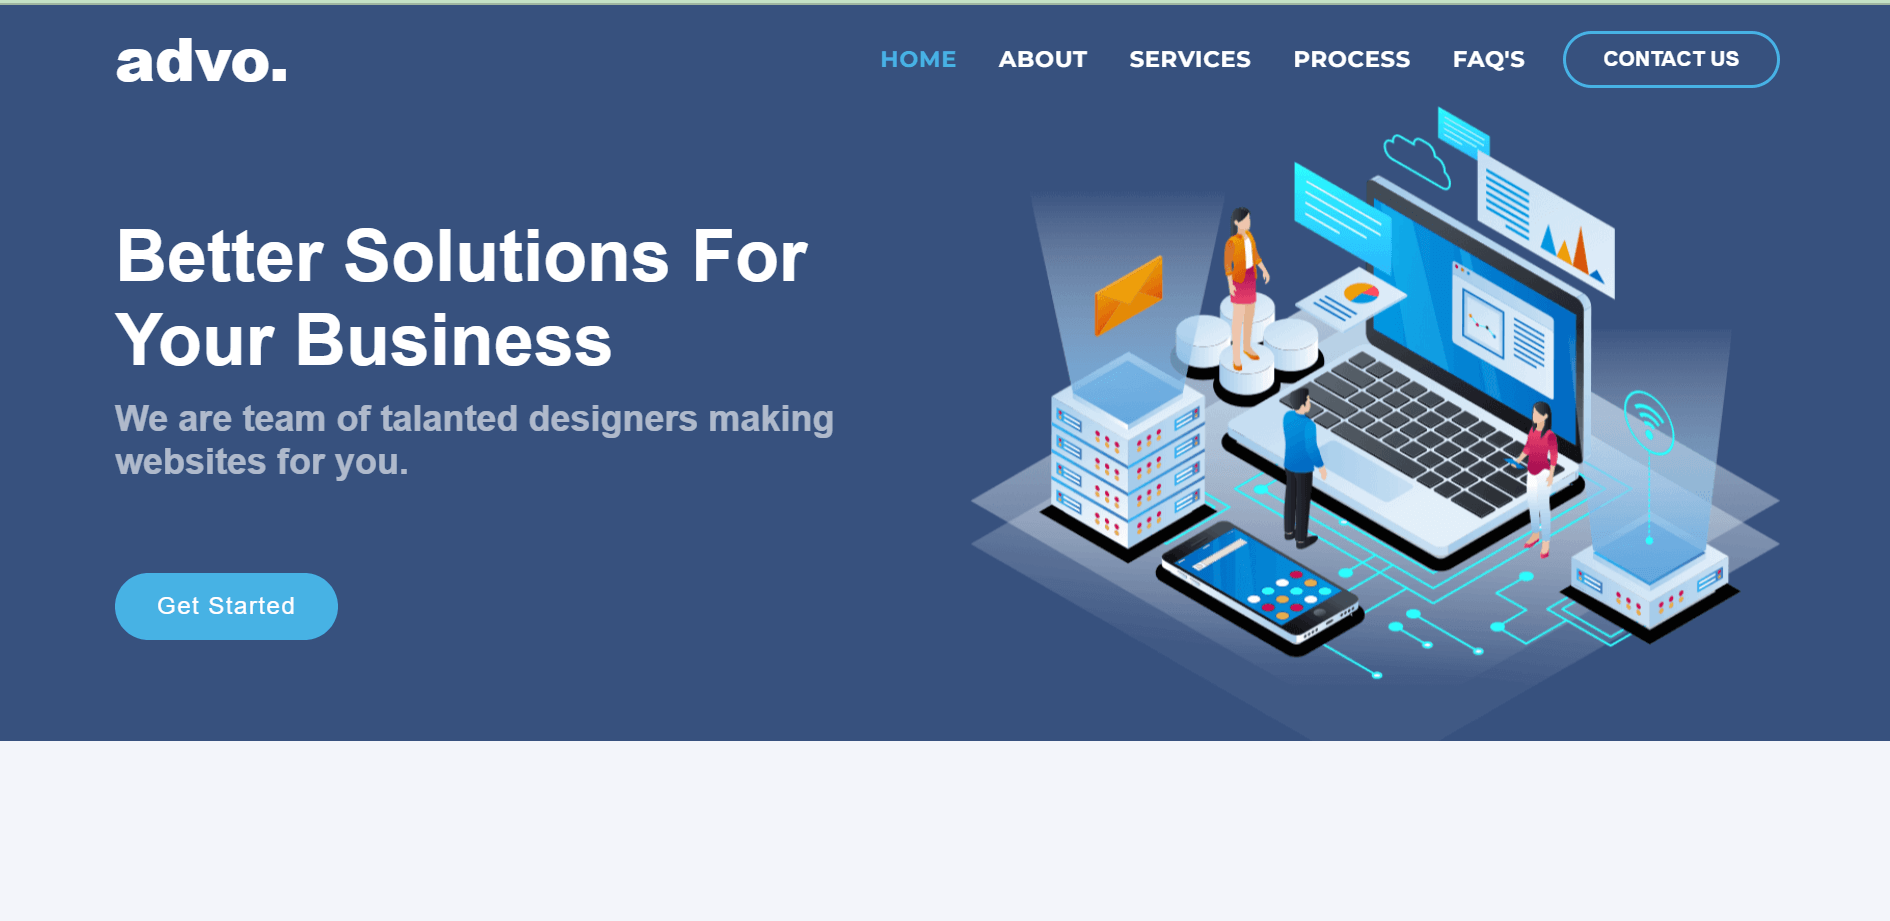 advo.
HOME ABOUT SERVICES PROCESS FAQ'S CONTACT US
Better Solutions For
Your Business
We are team of talanted designers making
websites for you.
Get Started